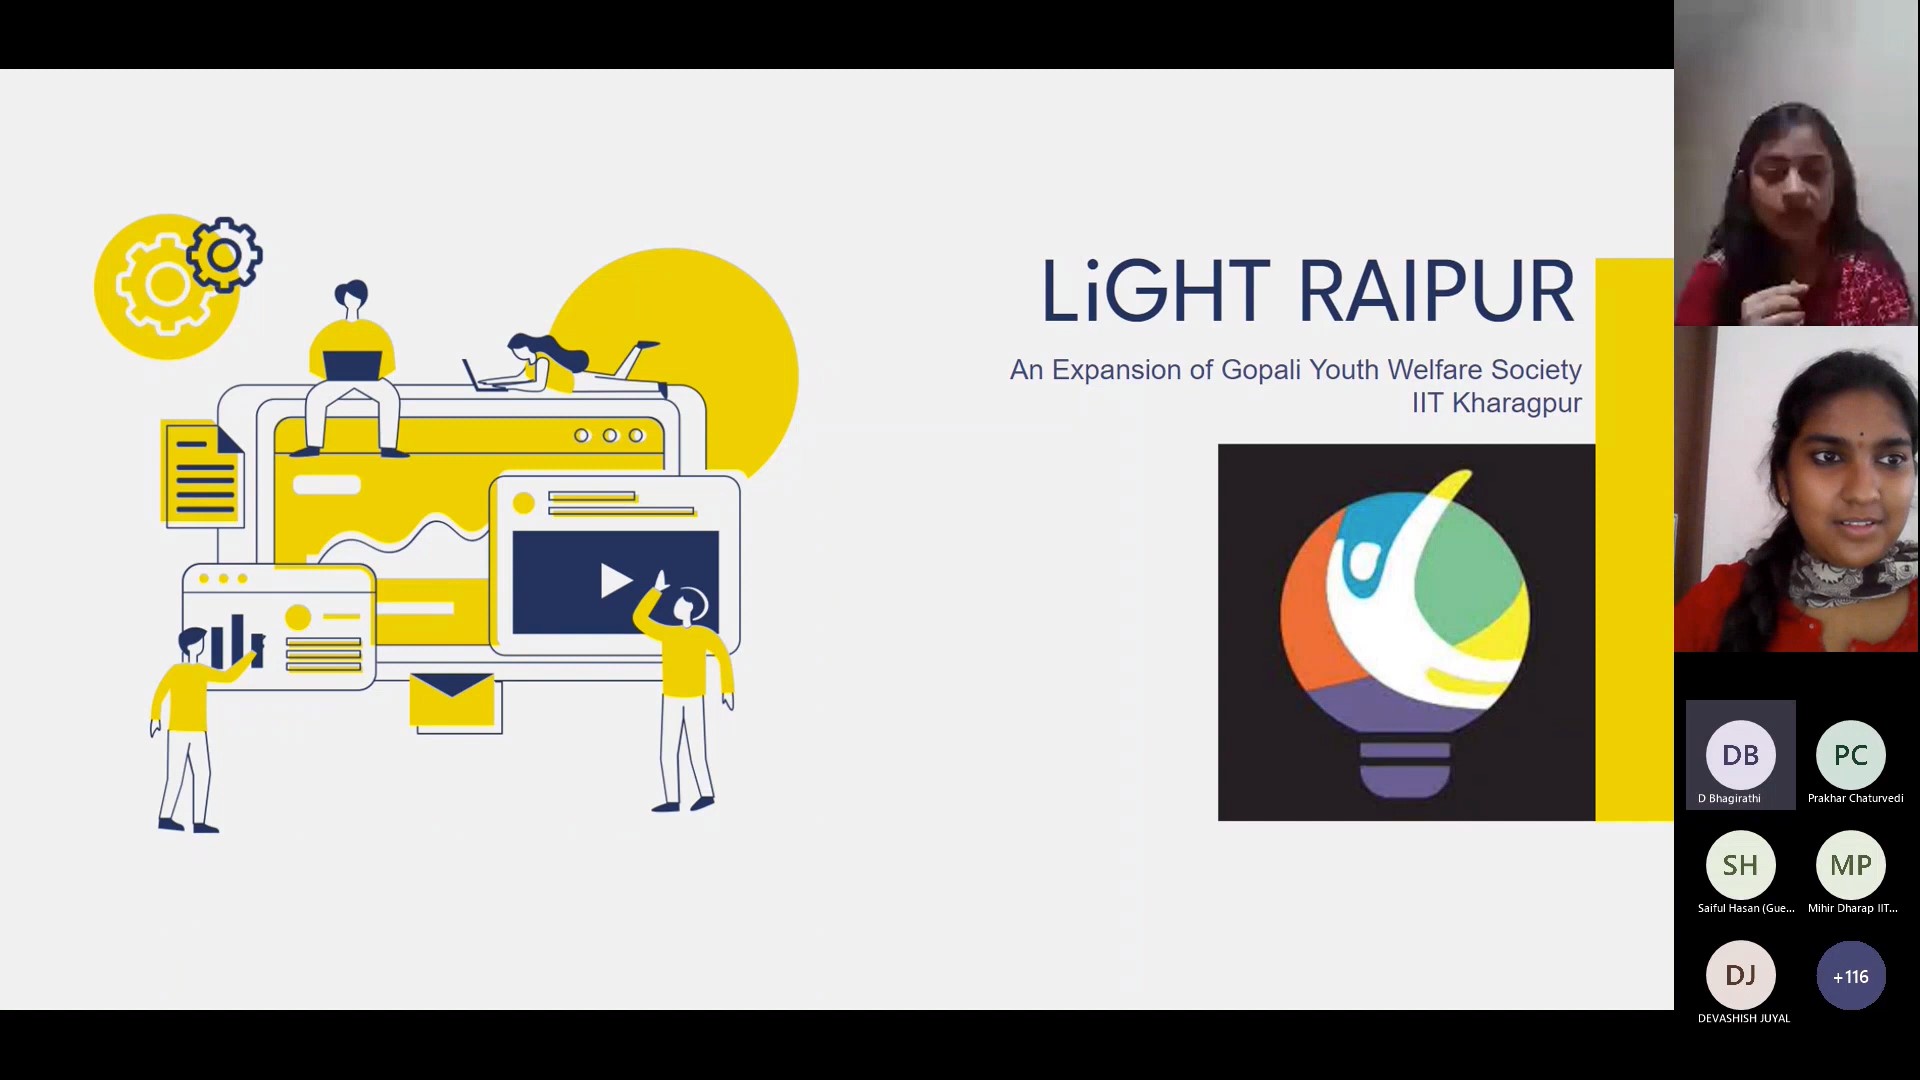 LiGHT RAIPUR
An Expansion of Gopali Youth Welfare Society
IIT Kharagpur
DB
D Bhagirathi
PC
Prakhar Chaturvedi
SH
Saiful Hasan (Gue...
MP
Mihir Dharap IIT...
DJ
DEVASHISH JUYAL
+116